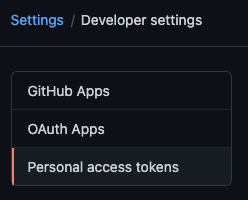 Settings / Developer settings
GitHub Apps
OAuth Apps
Personal access tokens